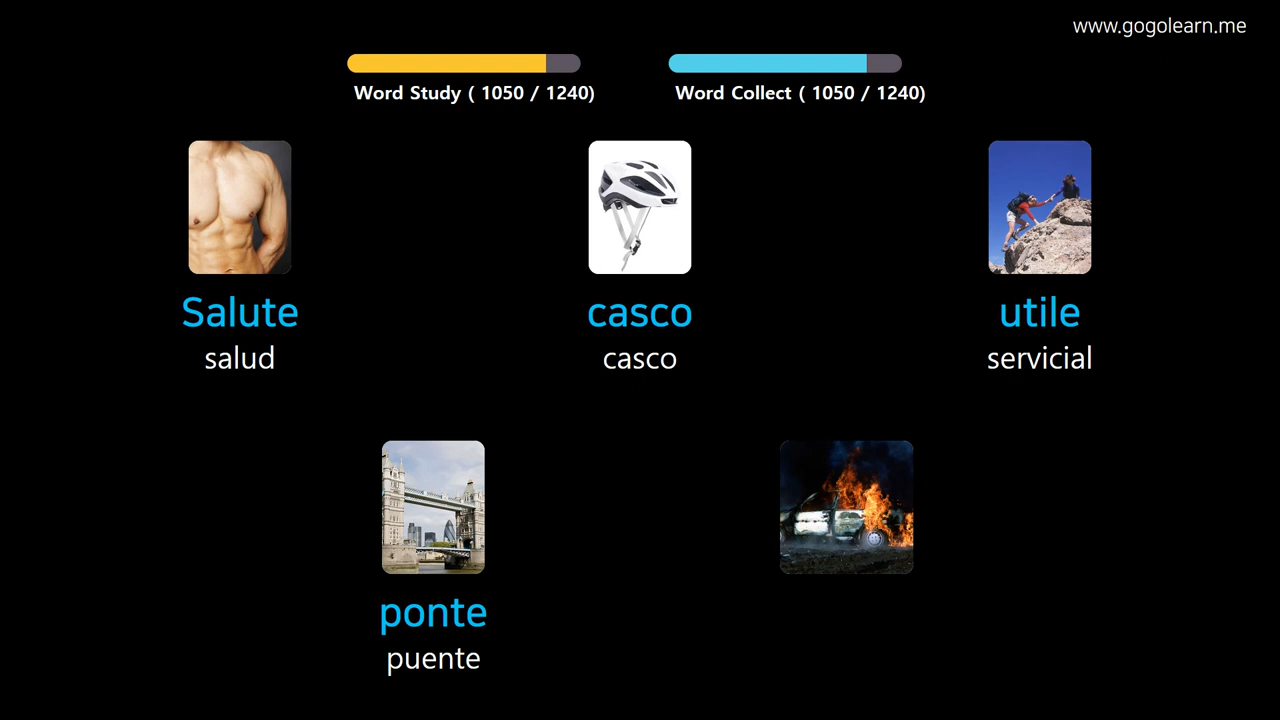 www.gogolearn.me
Word Study ( 1050 / 1240)
Word Collect ( 1050 / 1240)
Salute
salud
casco
casco
utile
servicial
ponte
puente